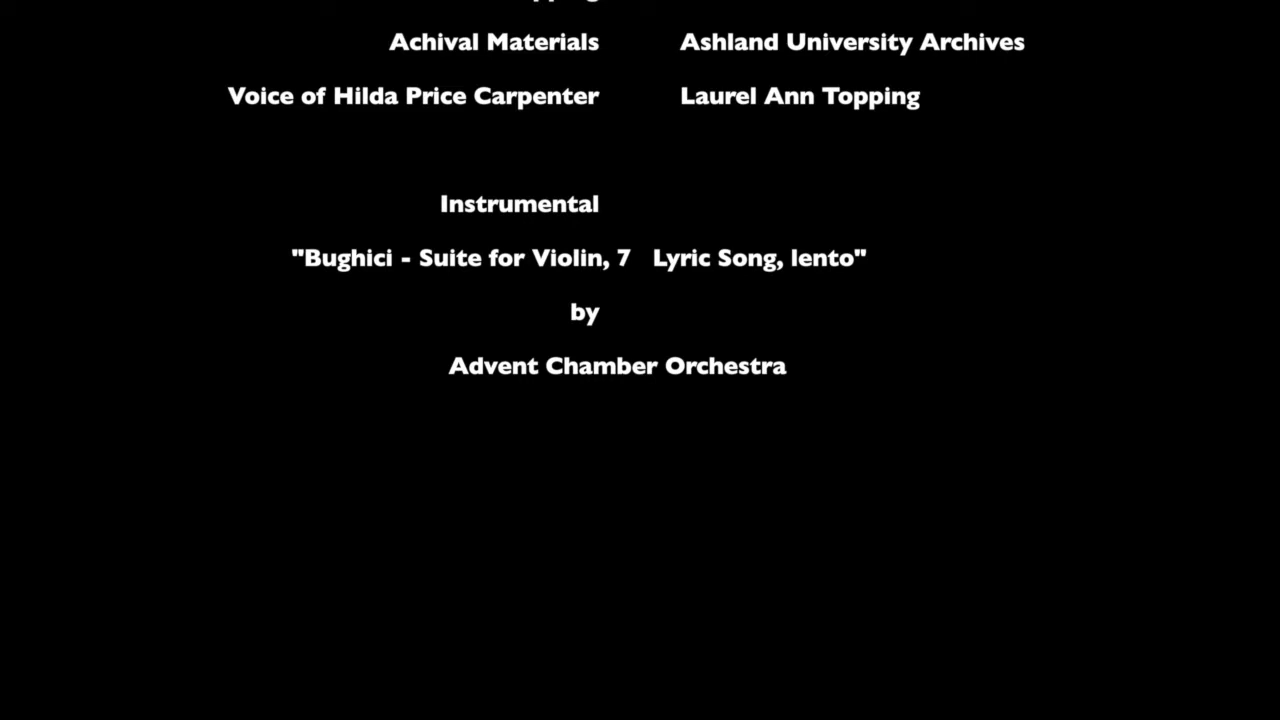 Achival Materials Ashland University Archives
Voice of Hilda Price Carpenter Laurel Ann Topping
Instrumental
"Bughici - Suite for Violin, 7 Lyric Song, lento"
by
Advent Chamber Orchestra